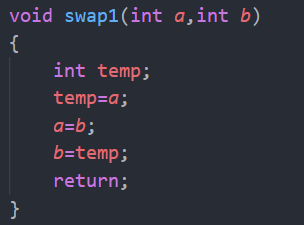 void swap1(int a,int b)
{
    int temp;
    temp=a;
    a=b;
    b=temp;
    return;
}